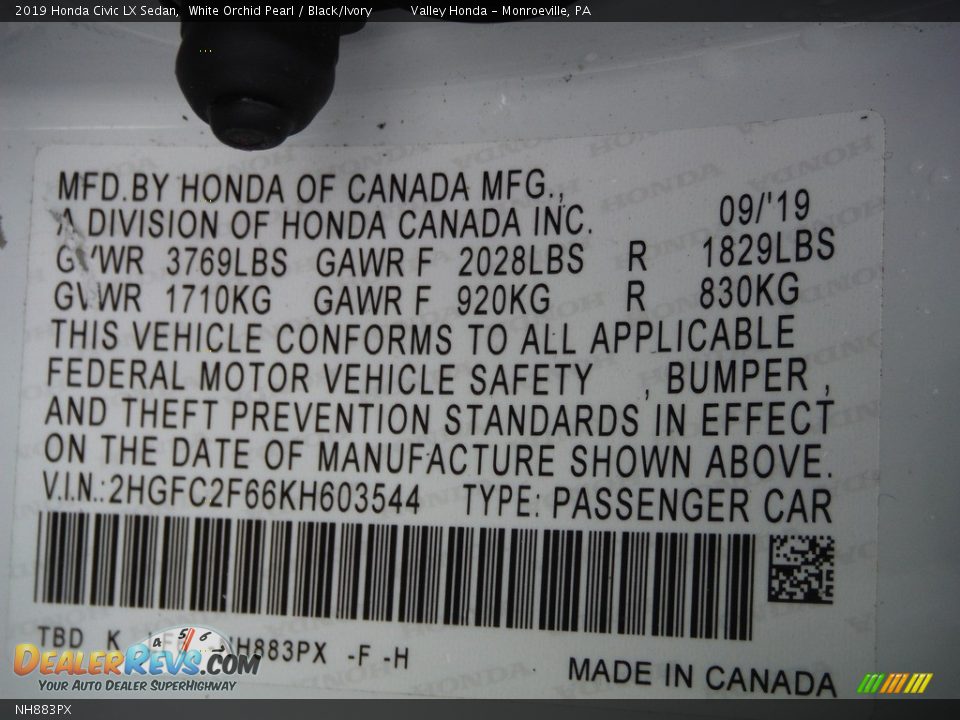 2019 Honda Civic LX Sedan, White Orchid Pearl / Black/Ivory Valley Honda - Monroeville, PA
MFD.BY HONDA OF CANADA MFG.,
A DIVISION OF HONDA CANADA INC. 09/'19
GVWR 3769LBS GAWR F 2028LBS R 1829LBS
GVWR 1710KG GAWR F 920KG R 830KG
THIS VEHICLE CONFORMS TO ALL APPLICABLE
FEDERAL MOTOR VEHICLE SAFETY , BUMPER ,
AND THEFT PREVENTION STANDARDS IN EFFECT
ON THE DATE OF MANUFACTURE SHOWN ABOVE.
V.I.N.:2HGFC2F66KH603544 TYPE: PASSENGER CAR
TBD K NH883PX -F -H
MADE IN CANADA
4 5 6
DEALERREVS.COM
YOUR AUTO DEALER SUPERHIGHWAY
NH883PX